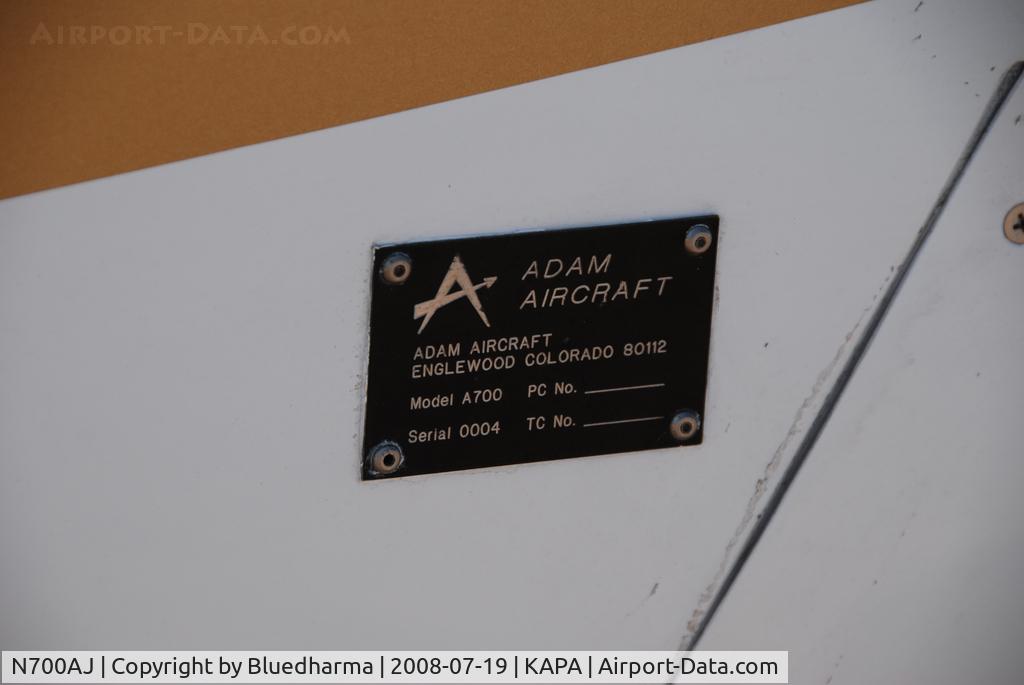 AIRPORT-DATA.COM
ADAM
AIRCRAFT
ADAM AIRCRAFT
ENGLEWOOD COLORADO 80112
Model A700 PC No.
Serial 0004 TC No.
N700AJ | Copyright by Bluedharma | 2008-07-19 | KAPA | Airport-Data.com